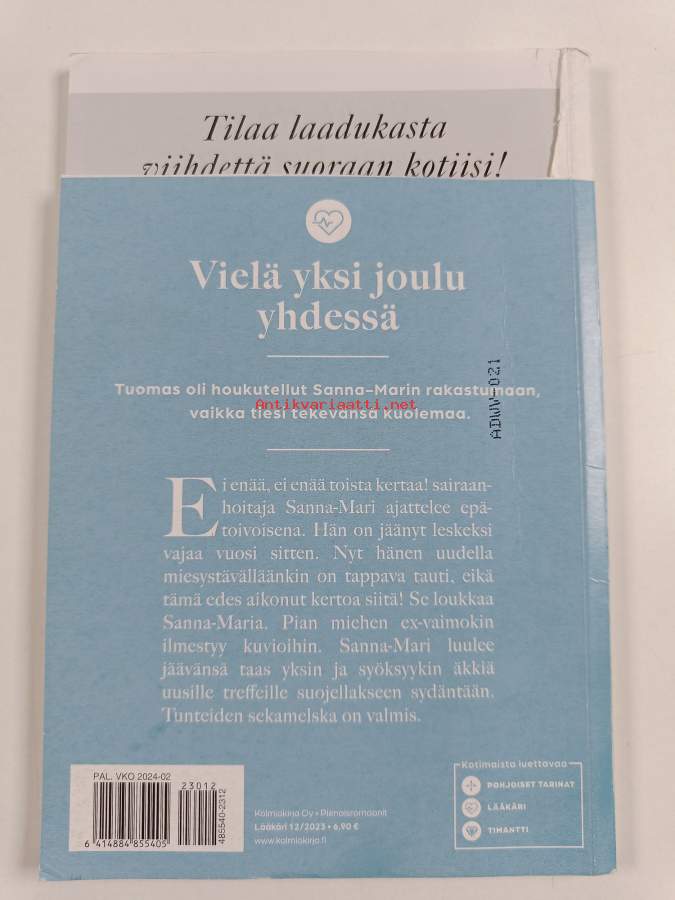 Tilaa laadukasta
viihdettä suoraan kotiisi!
Vielä yksi joulu
yhdessä
Tuomas oli houkutellut Sanna-Marin rakastumaan,
vaikka tiesi tekevänsä kuolemaa.
Antikvariaatti.net
ADWV-021
Ei enää, ei enää toista kertaa! sairaan-
hoitaja Sanna-Mari ajattelee epä-
toivoisena. Hän on jäänyt leskeksi
vajaa vuosi sitten. Nyt hänen uudella
miesystävälläänkin on tappava tauti, eikä
tämä edes aikonut kertoa siitä! Se loukkaa
Sanna-Maria. Pian miehen ex-vaimokin
ilmestyy kuvioihin. Sanna-Mari luulee
jäävänsä taas yksin ja syöksyykin äkkiä
uusille treffeille suojellakseen sydäntään.
Tunteiden sekamelska on valmis.
PAL. VKO 2024-02
23012
6 414884 855405
485540-2312
Kolmiokirja Oy • Pienoisromaanit
Lääkäri 12/2023 • 6,90 €
www.kolmiokirja.fi
Kotimaista luettavaa
POHJOISET TARINAT
LÄÄKÄRI
TIMANTTI